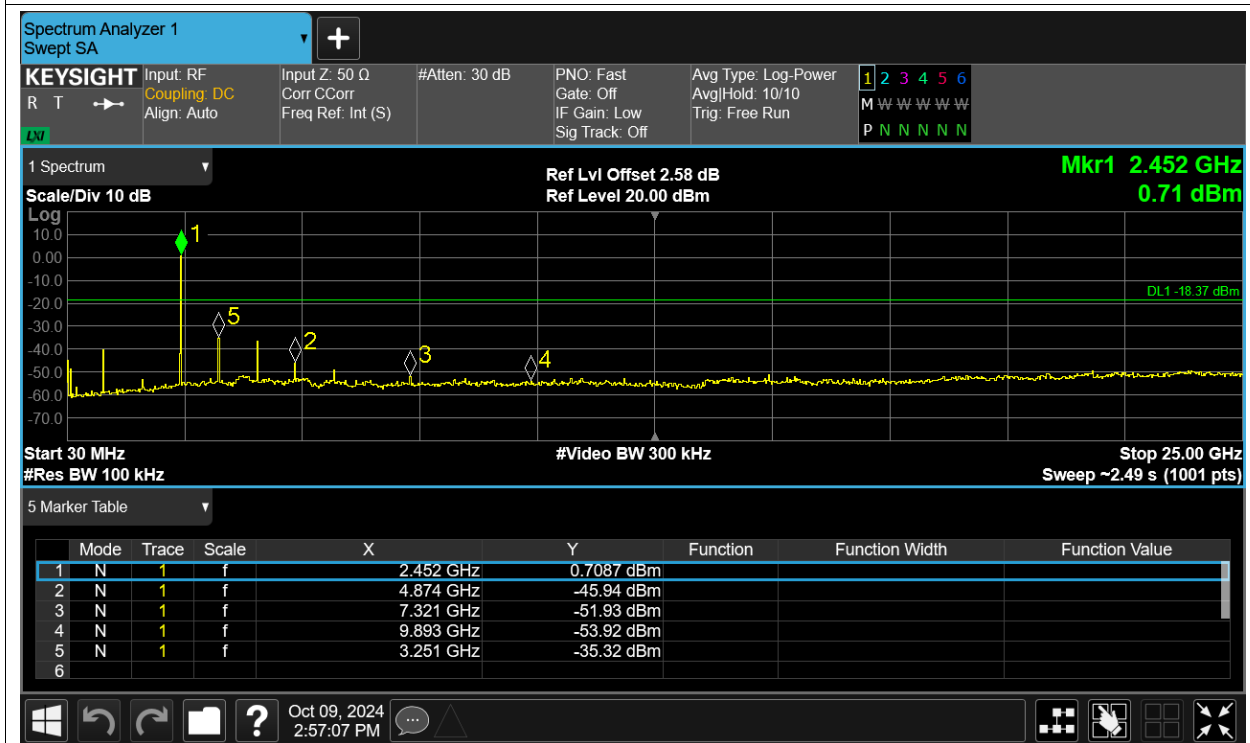 Spectrum Analyzer 1
Swept SA
+
KEYSIGHT Input: RF Input Z: 50 Ω #Atten: 30 dB PNO: Fast Avg Type: Log-Power 1 2 3 4 5 6
R T Coupling: DC Corr CCorr Gate: Off Avg|Hold: 10/10 M W W W W W
Align: Auto Freq Ref: Int (S) IF Gain: Low Trig: Free Run
LXI Sig Track: Off P N N N N N
1 Spectrum
Ref Lvl Offset 2.58 dB Mkr1 2.452 GHz
Scale/Div 10 dB Ref Level 20.00 dBm 0.71 dBm
Log
10.0 1
0.00
-10.0
DL1 -18.37 dBm
-20.0
5
-30.0
-40.0 2 3 4
-50.0
-60.0
-70.0
Start 30 MHz #Video BW 300 kHz Stop 25.00 GHz
#Res BW 100 kHz Sweep ~2.49 s (1001 pts)
5 Marker Table
Mode Trace Scale X Y Function Function Width Function Value
1 N 1 f 2.452 GHz 0.7087 dBm
2 N 1 f 4.874 GHz -45.94 dBm
3 N 1 f 7.321 GHz -51.93 dBm
4 N 1 f 9.893 GHz -53.92 dBm
5 N 1 f 3.251 GHz -35.32 dBm
6
? Oct 09, 2024
2:57:07 PM